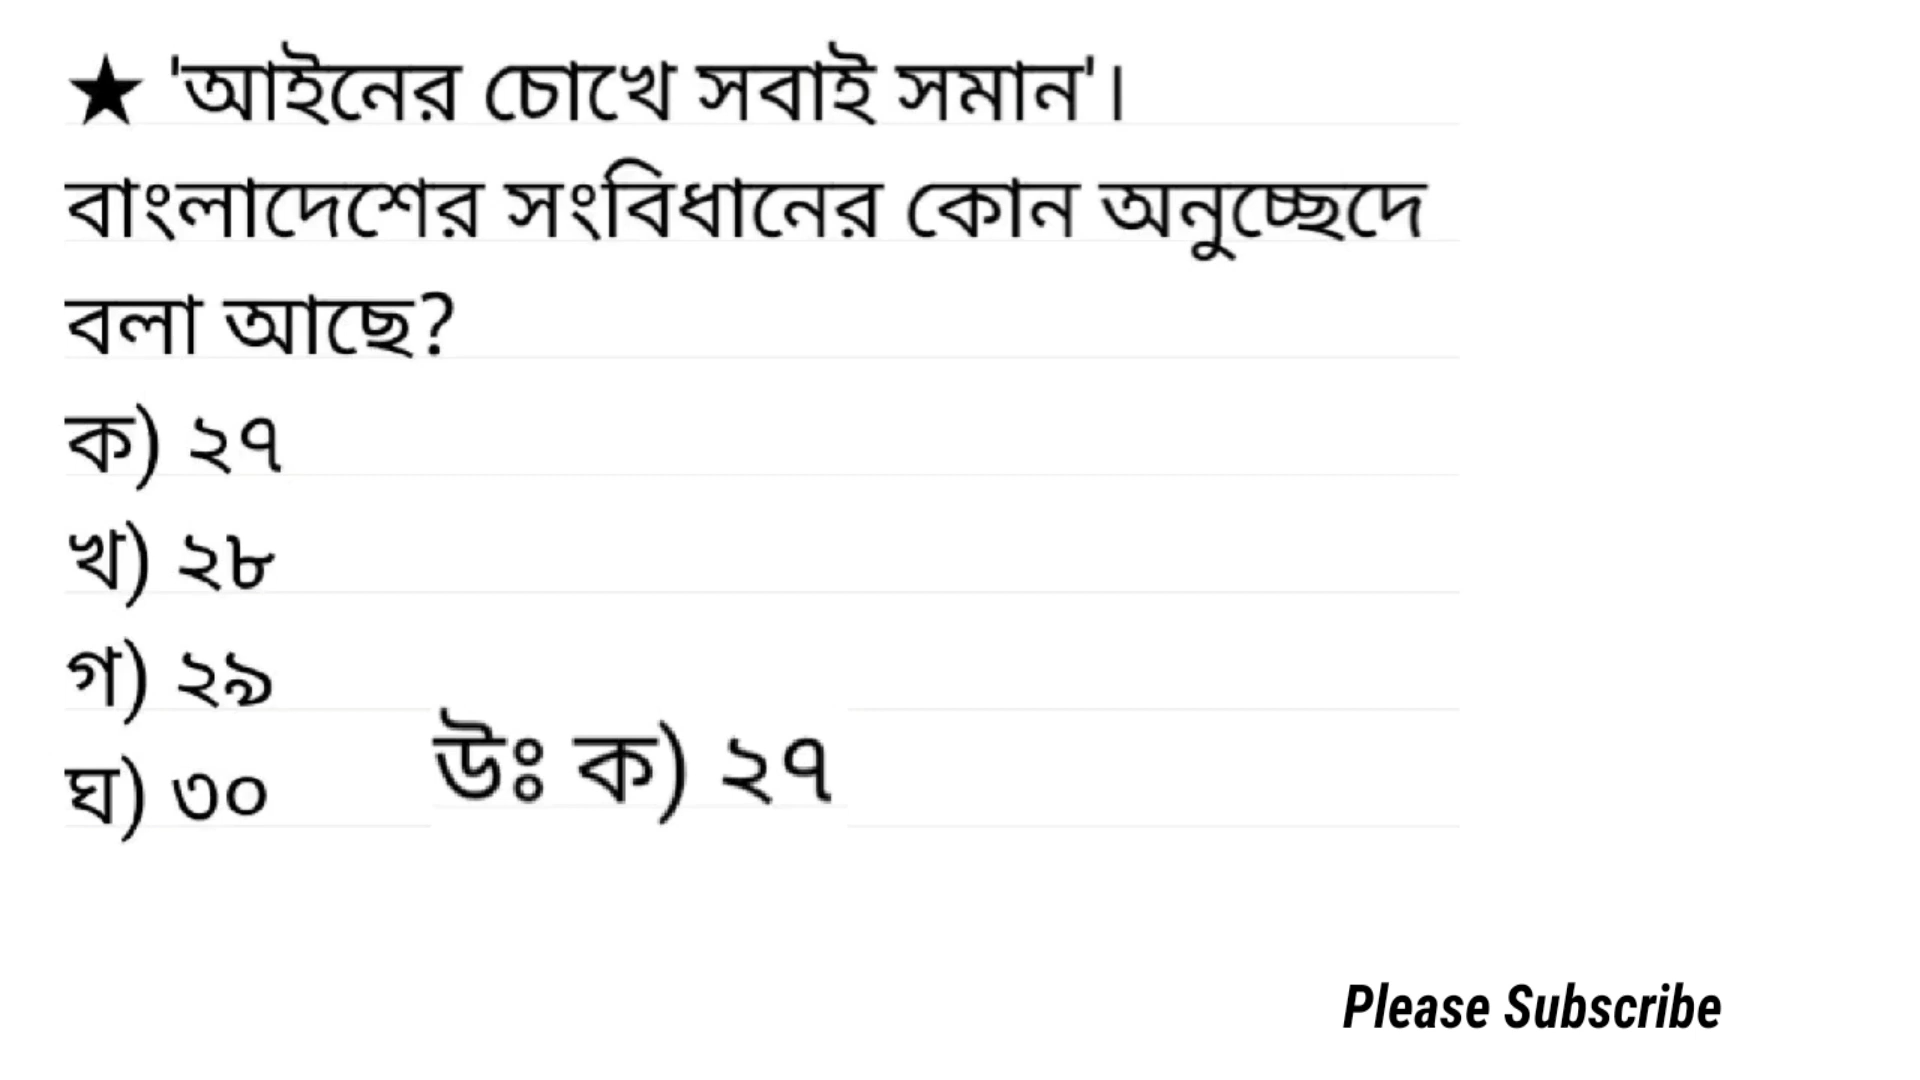 ★ 'আইনের চোখে সবাই সমান'।
বাংলাদেশের সংবিধানের কোন অনুচ্ছেদে
বলা আছে?
ক) ২৭
খ) ২৮
গ) ২৯
ঘ) ৩০
উঃ ক) ২৭
Please Subscribe